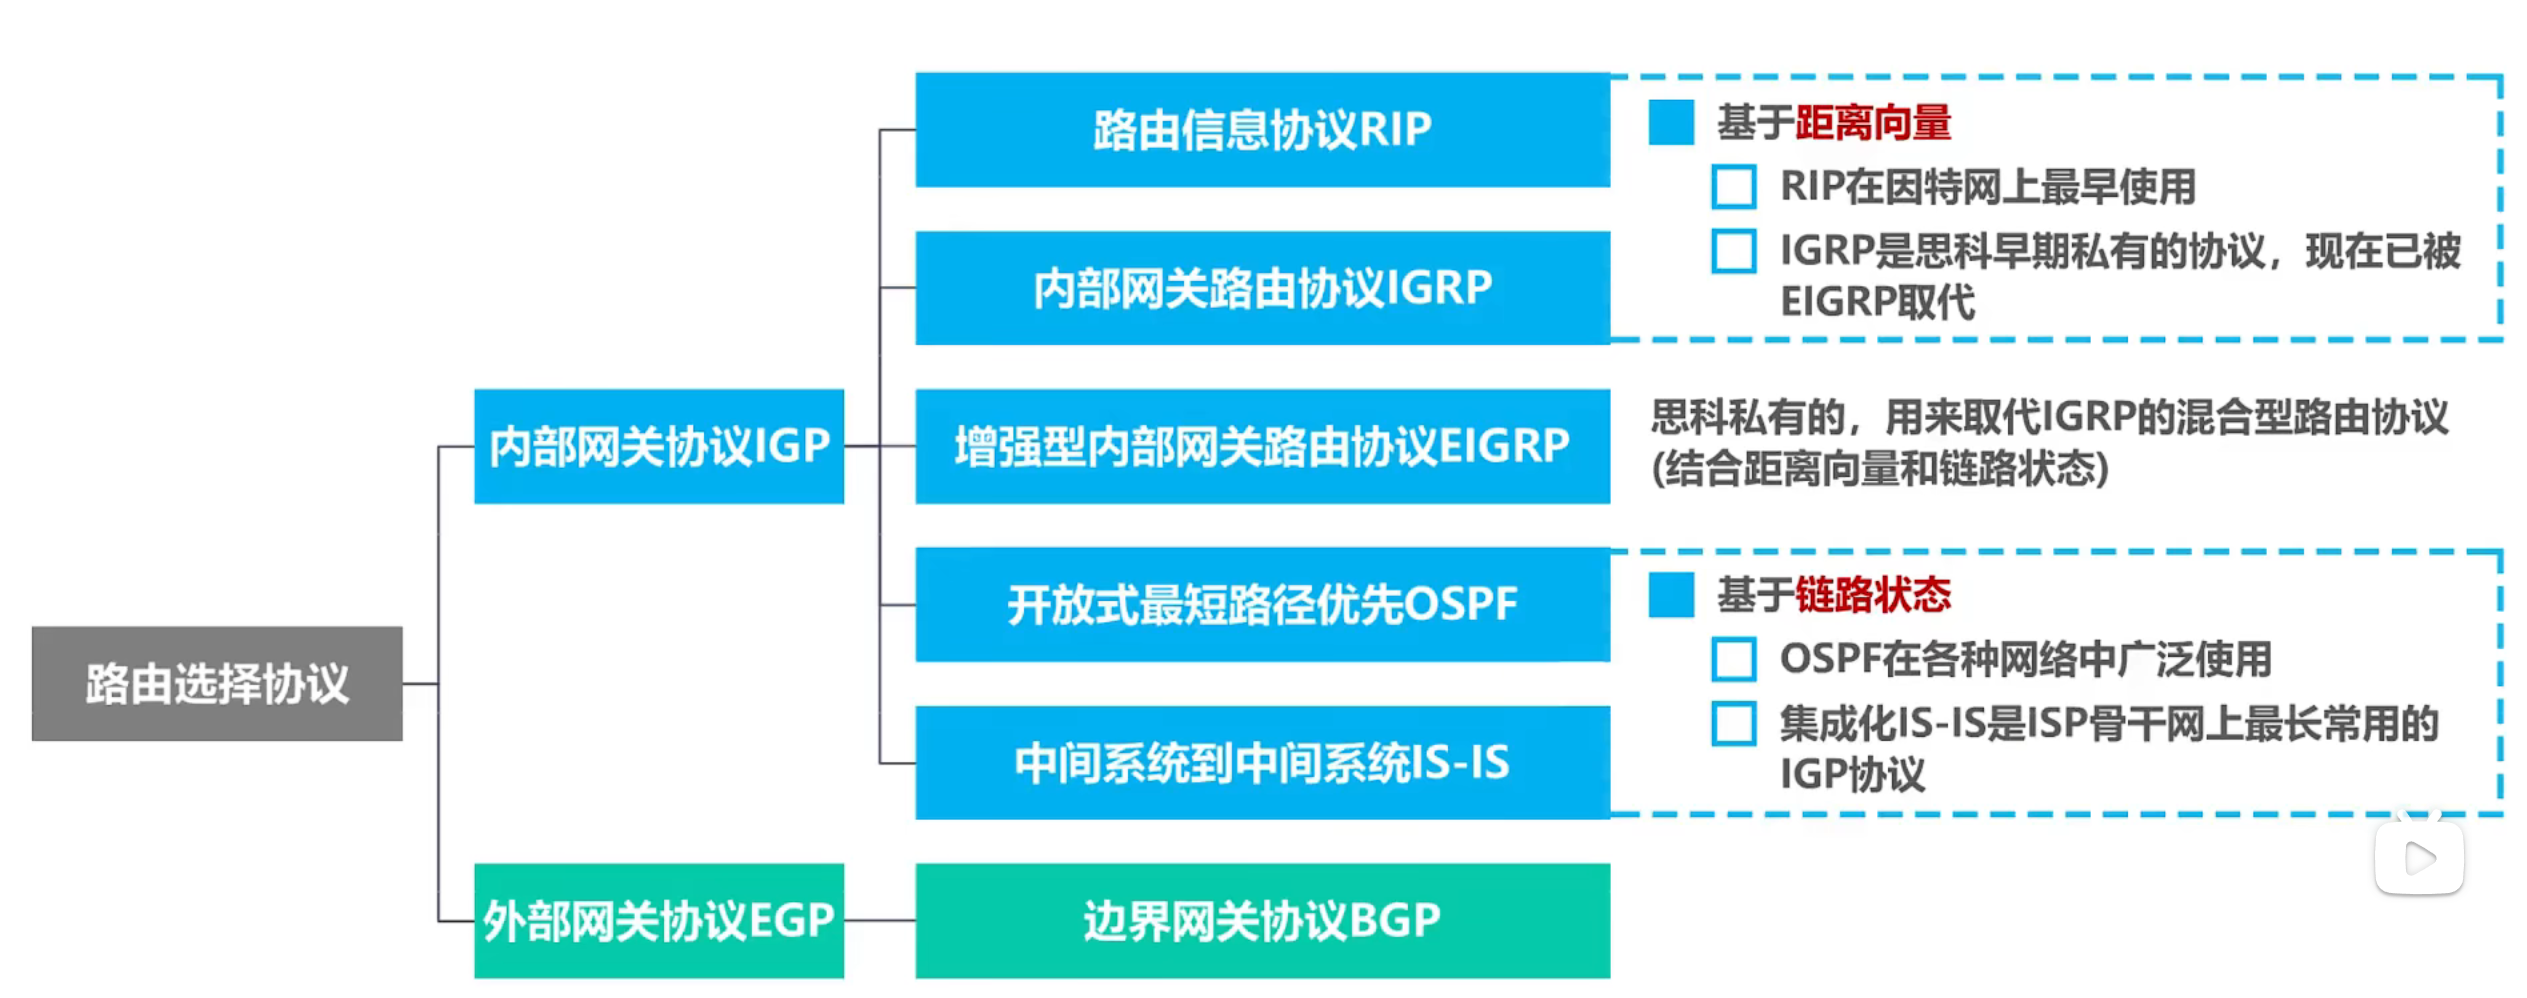 路由信息协议RIP
基于距离向量
RIP在因特网上最早使用
内部网关路由协议IGRP
IGRP是思科早期私有的协议，现在已被
EIGRP取代
内部网关协议IGP
增强型内部网关路由协议EIGRP
思科私有的，用来取代IGRP的混合型路由协议
(结合距离向量和链路状态)
开放式最短路径优先OSPF
基于链路状态
OSPF在各种网络中广泛使用
路由选择协议
中间系统到中间系统IS-IS
集成化IS-IS是ISP骨干网上最长常用的
IGP协议
外部网关协议EGP
边界网关协议BGP